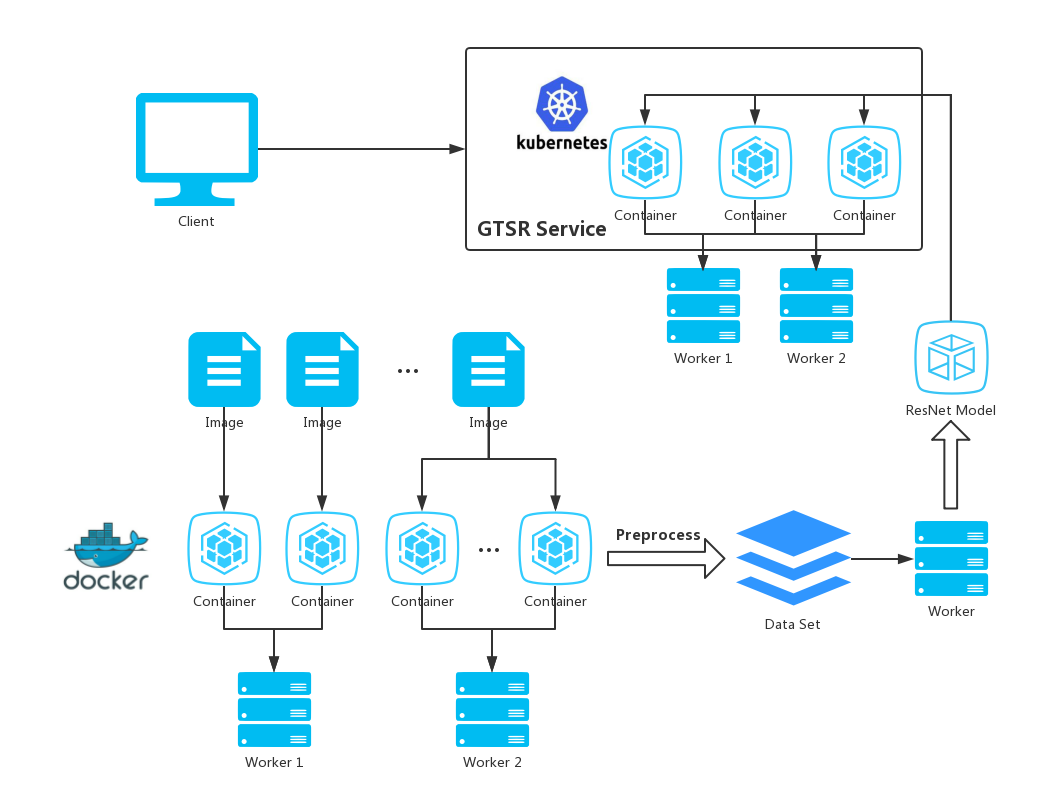 kubernetes
Client
Container
Container
Container
GTSR Service
Worker 1
Worker 2
Image
Image
...
Image
ResNet Model
docker
...
Preprocess
Container
Container
Container
Container
Data Set
Worker
Worker 1
Worker 2